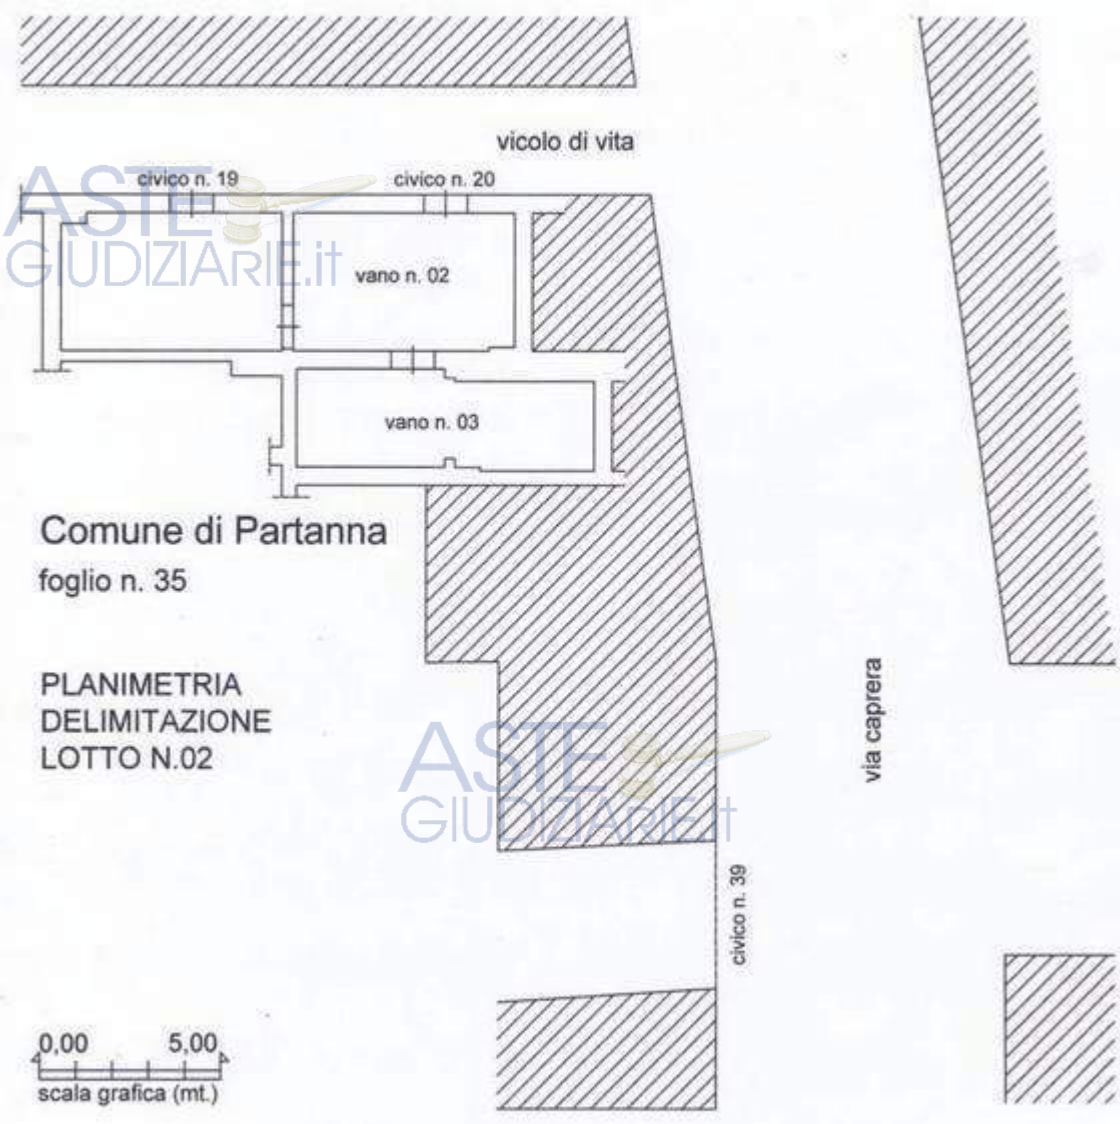 vicolo di vita
civico n. 19
civico n. 20
ASTE
GIUDIZIARIE.it
vano n. 02
vano n. 03
Comune di Partanna
foglio n. 35
PLANIMETRIA
DELIMITAZIONE
LOTTO N.02
via caprera
ASTE
GIUDIZIARIE.it
civico n. 39
0,00 5,00
scala grafica (mt.)